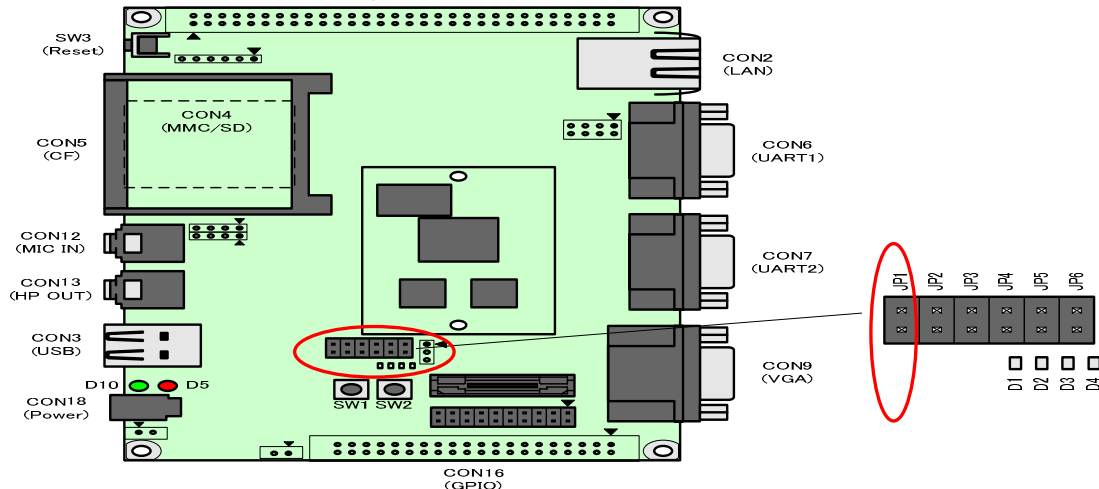 SW3
(Reset)
CON2
(LAN)
CON4
(MMC/SD)
CON5
(CF)
CON6
(UART1)
CON12
(MIC IN)
CON7
(UART2)
CON13
(HP OUT)
JP1 JP2 JP3 JP4 JP5 JP6
CON3
(USB)
CON9
(VGA)
D1 D2 D3 D4
D10 D5
CON18
(Power)
SW1 SW2
CON16
(GPIO)